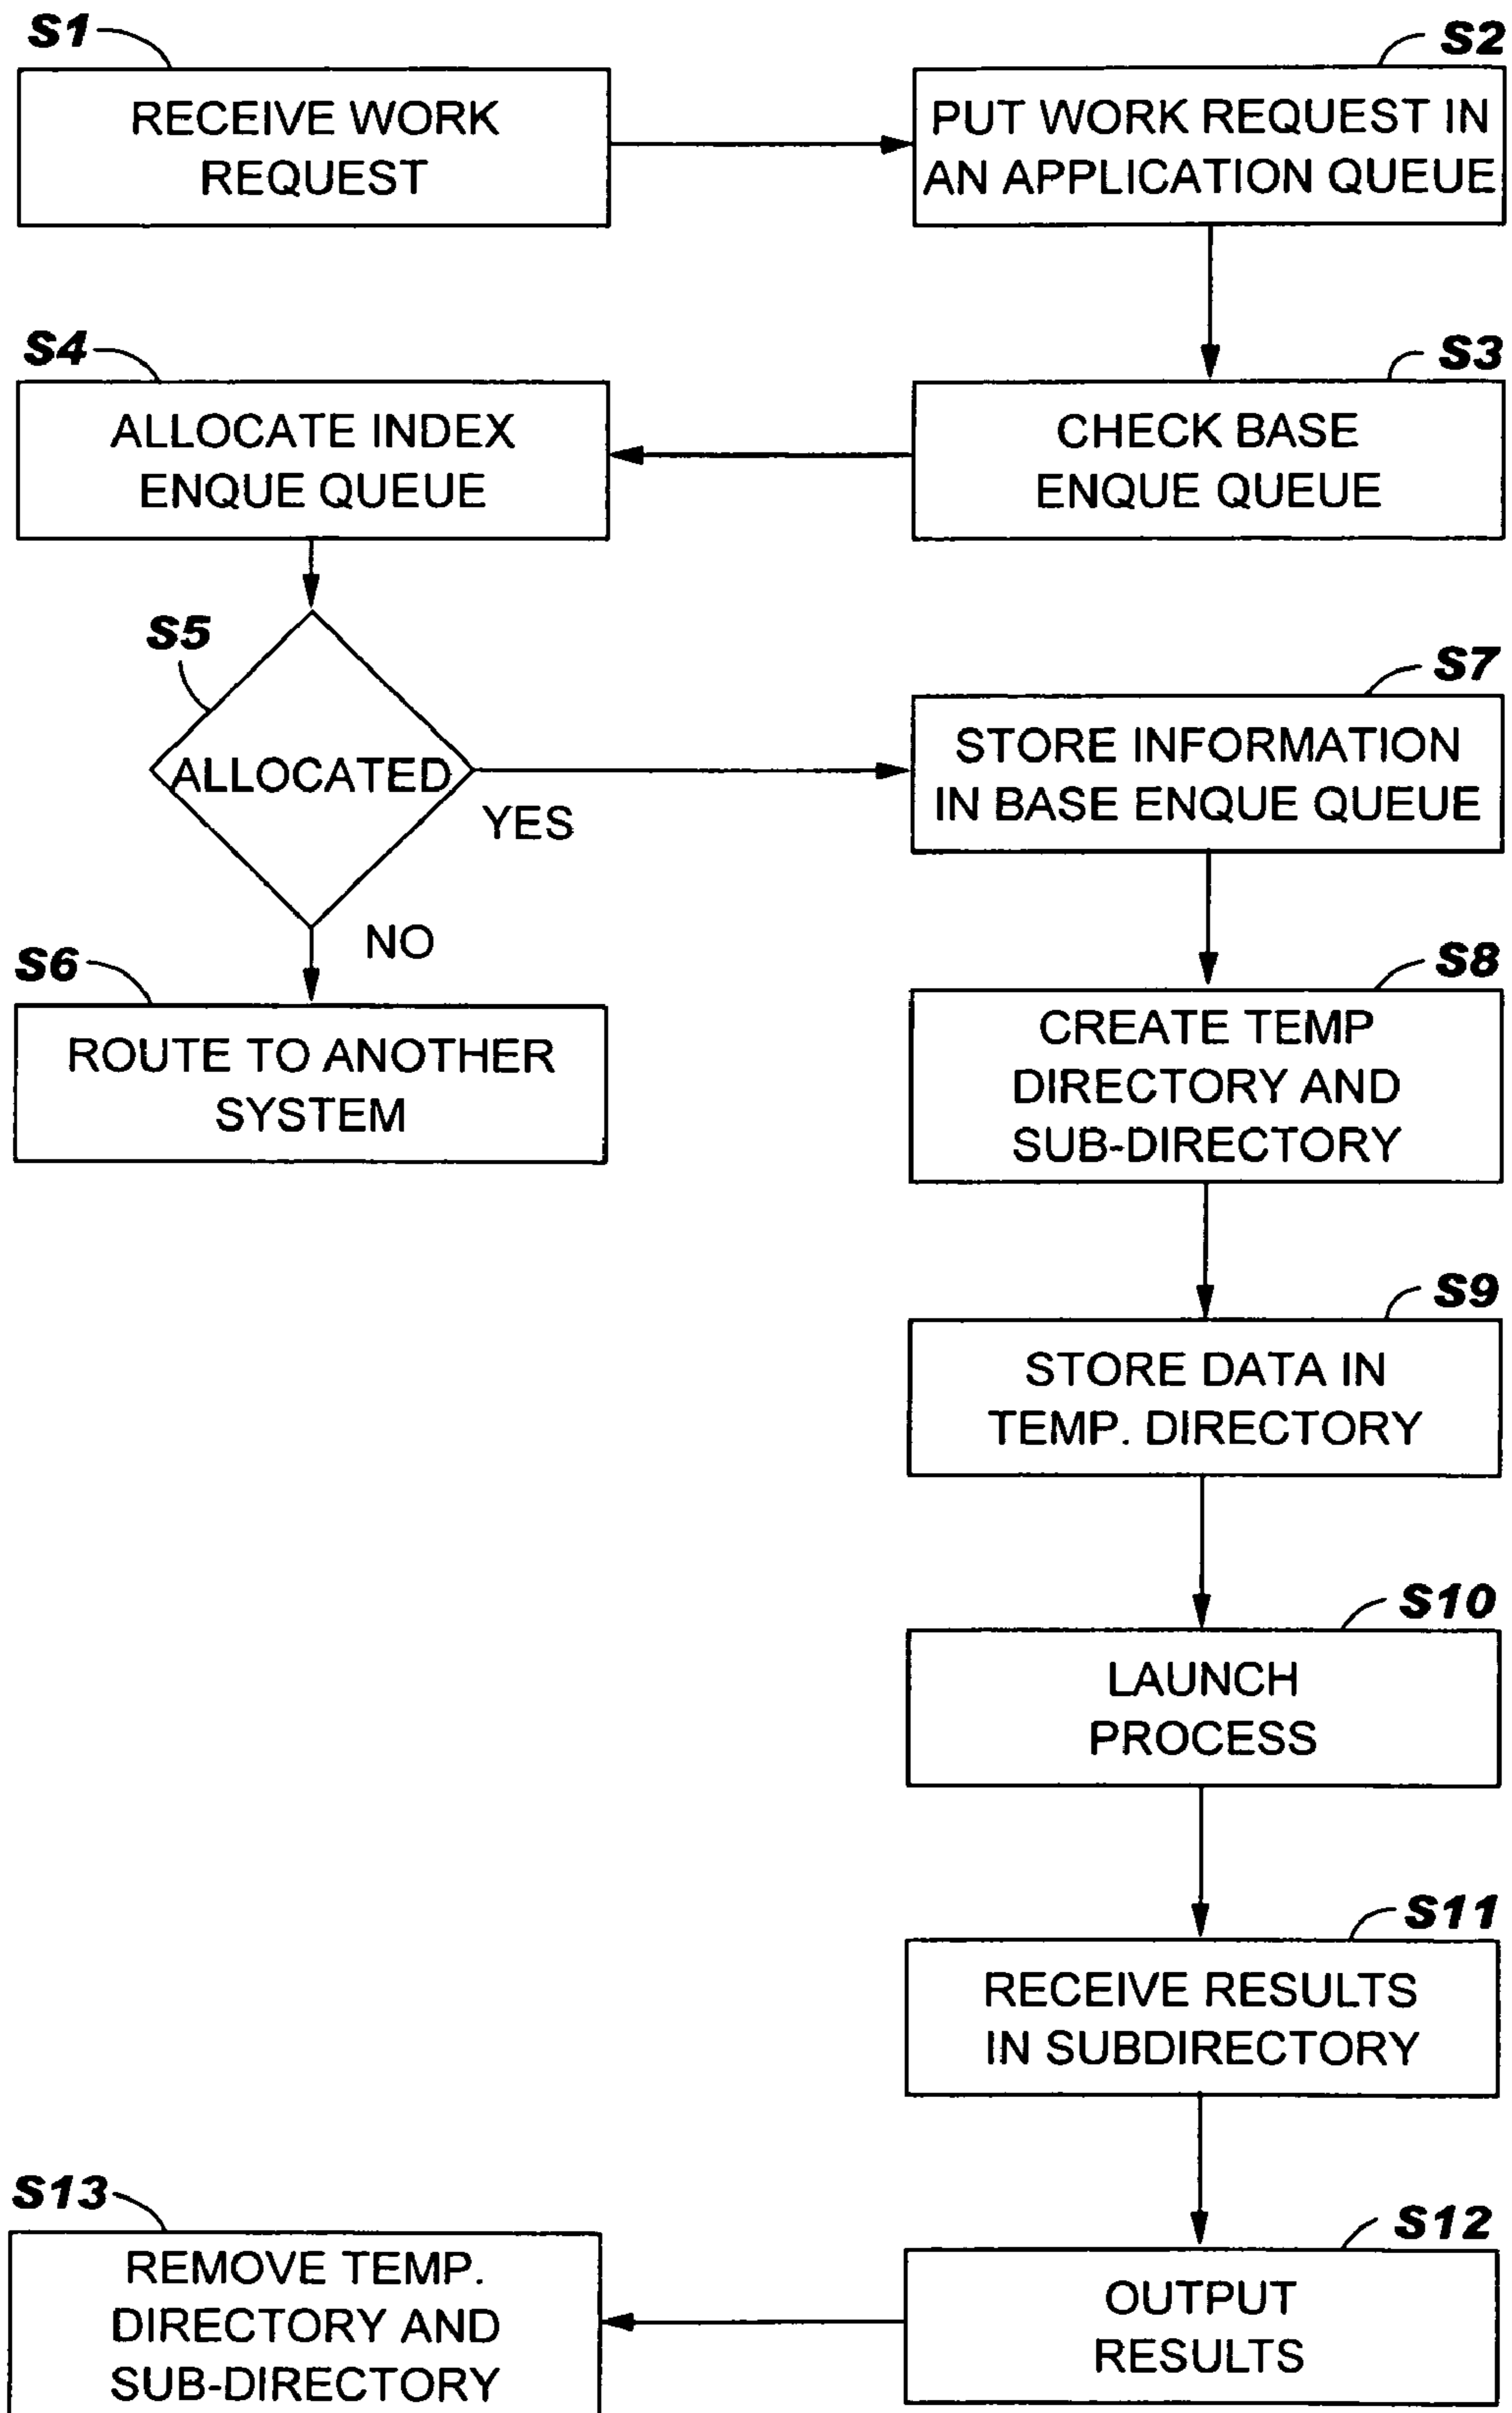 S1
RECEIVE WORK
REQUEST
S2
PUT WORK REQUEST IN
AN APPLICATION QUEUE
S3
CHECK BASE
ENQUE QUEUE
S4
ALLOCATE INDEX
ENQUE QUEUE
S5
ALLOCATED
YES
NO
S6
ROUTE TO ANOTHER
SYSTEM
S7
STORE INFORMATION
IN BASE ENQUE QUEUE
S8
CREATE TEMP
DIRECTORY AND
SUB-DIRECTORY
S9
STORE DATA IN
TEMP. DIRECTORY
S10
LAUNCH
PROCESS
S11
RECEIVE RESULTS
IN SUBDIRECTORY
S12
OUTPUT
RESULTS
S13
REMOVE TEMP.
DIRECTORY AND
SUB-DIRECTORY